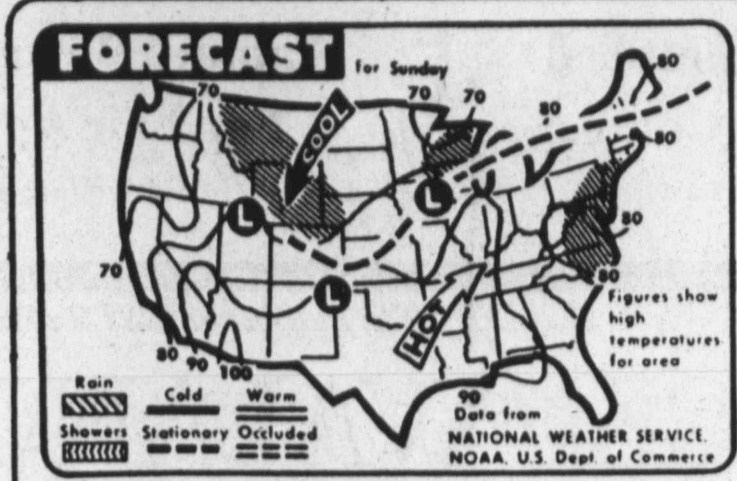 FORECAST
for Sunday
70
COOL
70
70
80
80
80
80
L
L
L
70
80
90
100
HOT
80
90
Figures show
high
temperatures
for area
Rain
Cold
Warm
Showers
Stationary
Occluded
Data from
NATIONAL WEATHER SERVICE,
NOAA, U.S. Dept. of Commerce